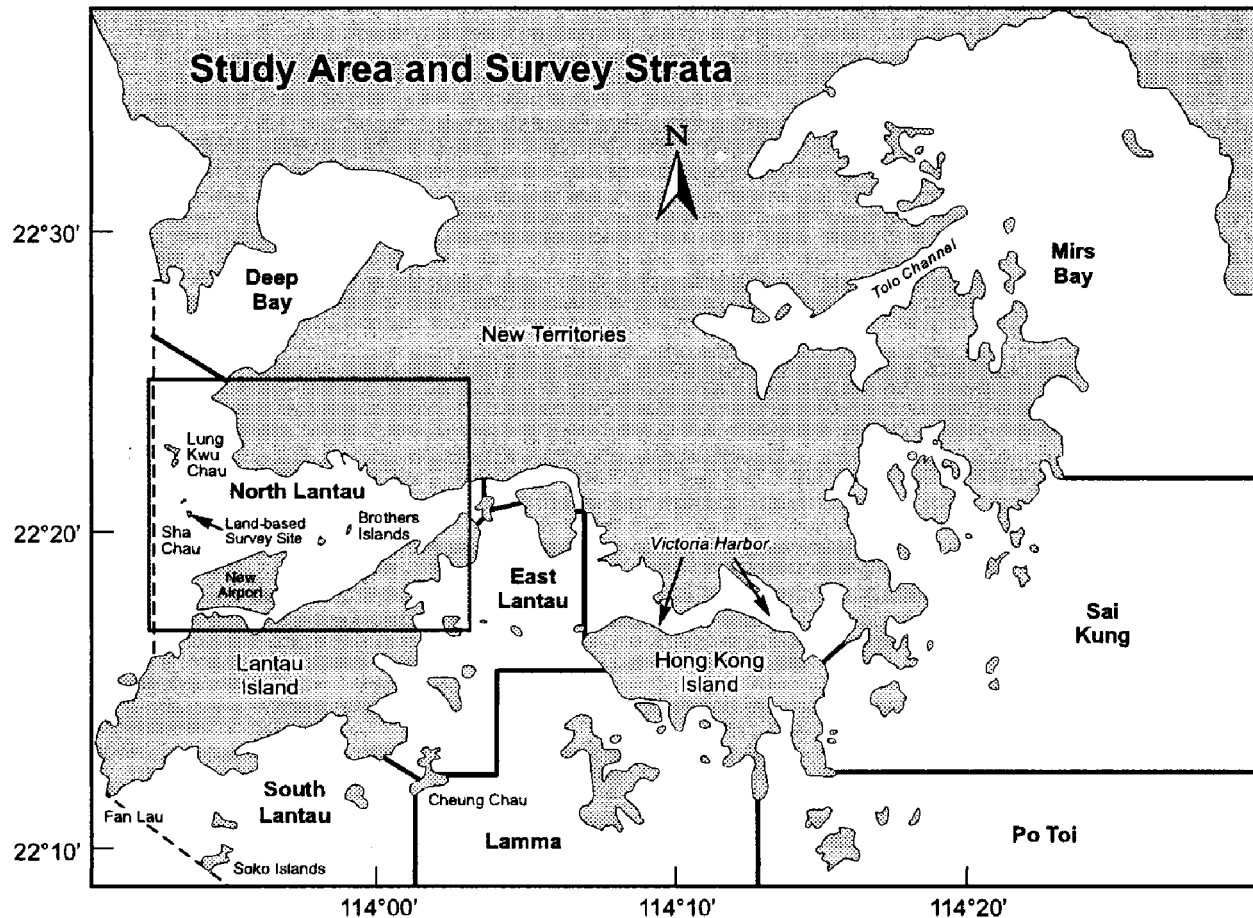 Study Area and Survey Strata
N
22°30'
Deep
Bay
Tolo Channel
Mirs
Bay
New Territories
Lung
Kwu
Chau
North Lantau
Brothers
Islands
Land-based
Survey Site
Sha
Chau
22°20'
New
Airport
Victoria Harbor
East
Lantau
Sai
Kung
Lantau
Island
Hong Kong
Island
South
Lantau
Cheung Chau
Fan Lau
Lamma
Po Toi
22°10'
Soko Islands
114°00'
114°10'
114°20'